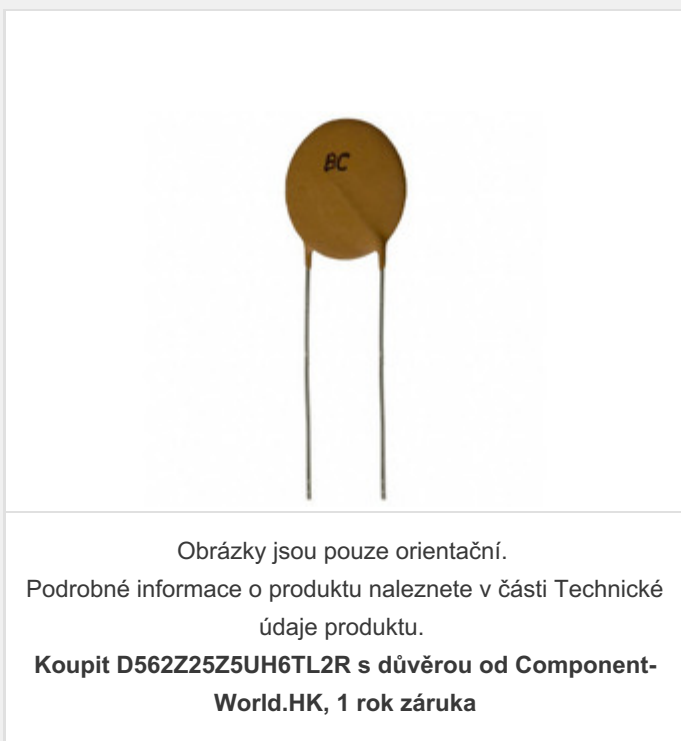 BC
Obrázky jsou pouze orientační.
Podrobné informace o produktu naleznete v části Technické
údaje produktu.
Koupit D562Z25Z5UH6TL2R s důvěrou od Component-
World.HK, 1 rok záruka